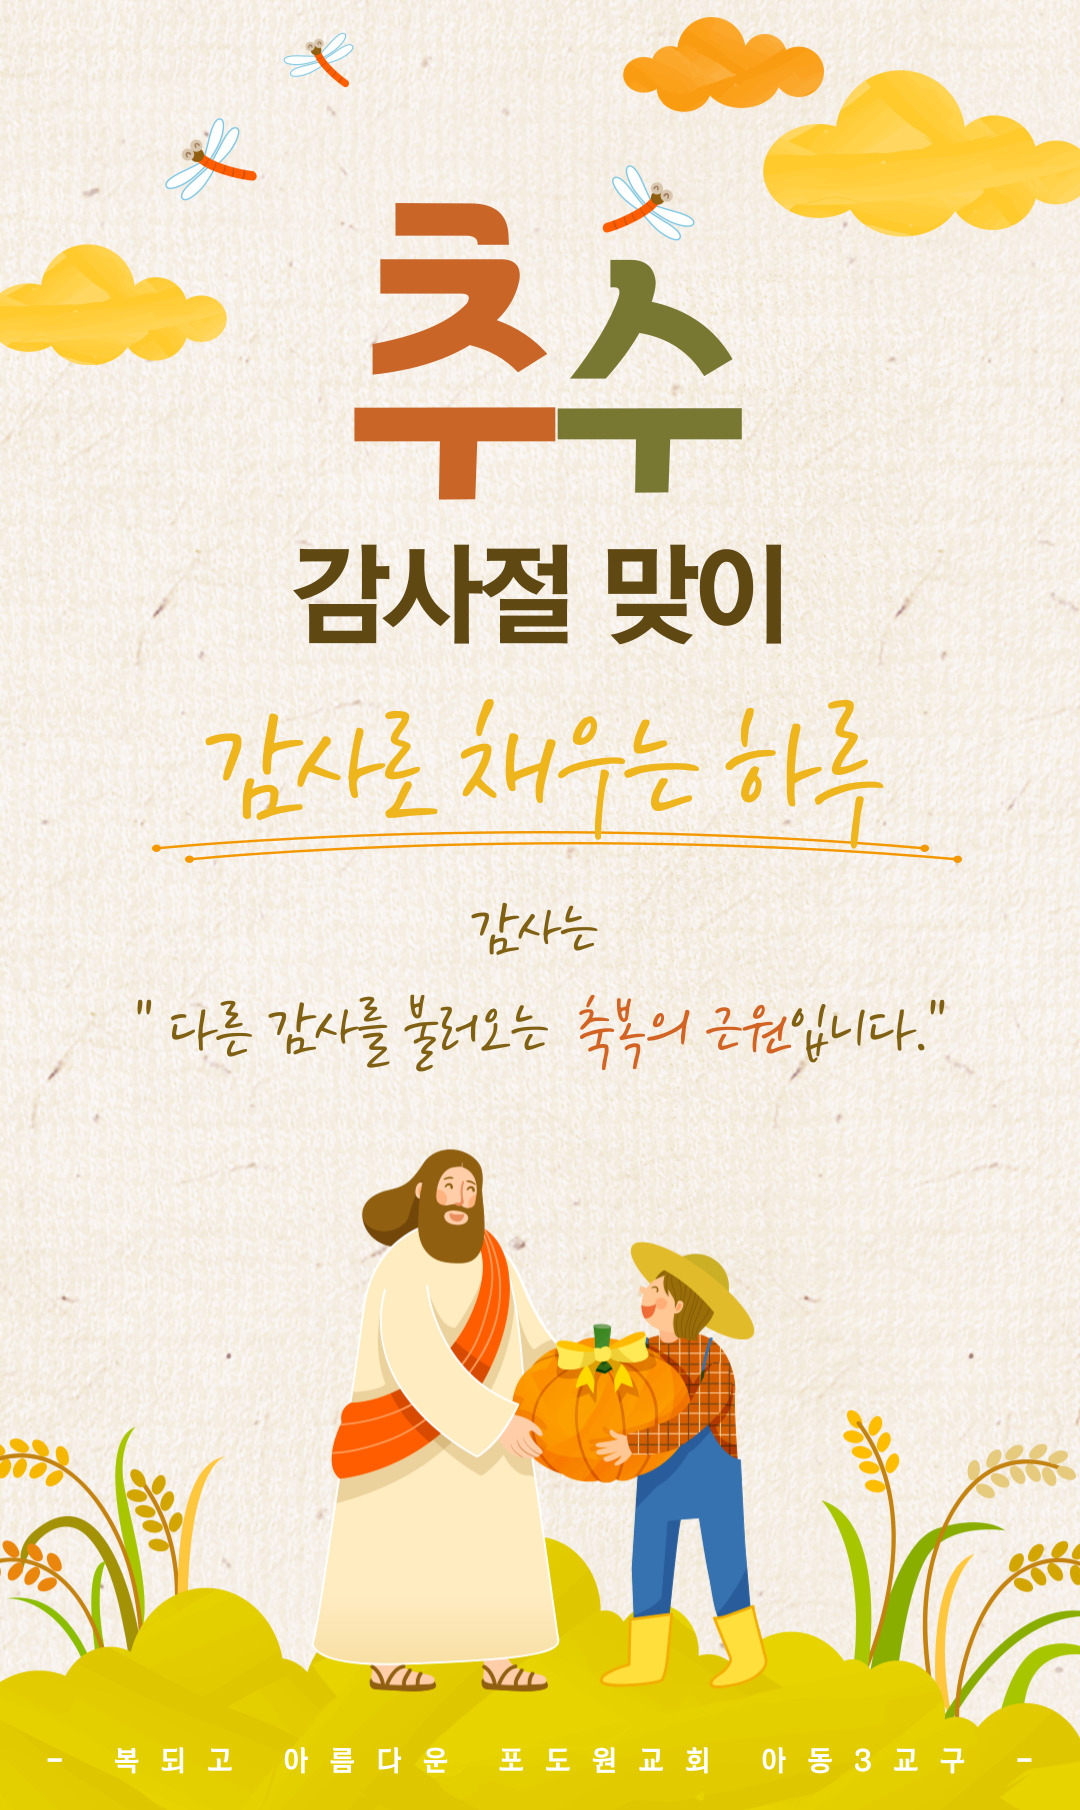 추수
감사절 맞이
감사로 채우는 하루
감사는
" 다른 감사를 불러오는 축복의 근원입니다."
- 복되고 아름다운 포도원교회 아동3교구 -